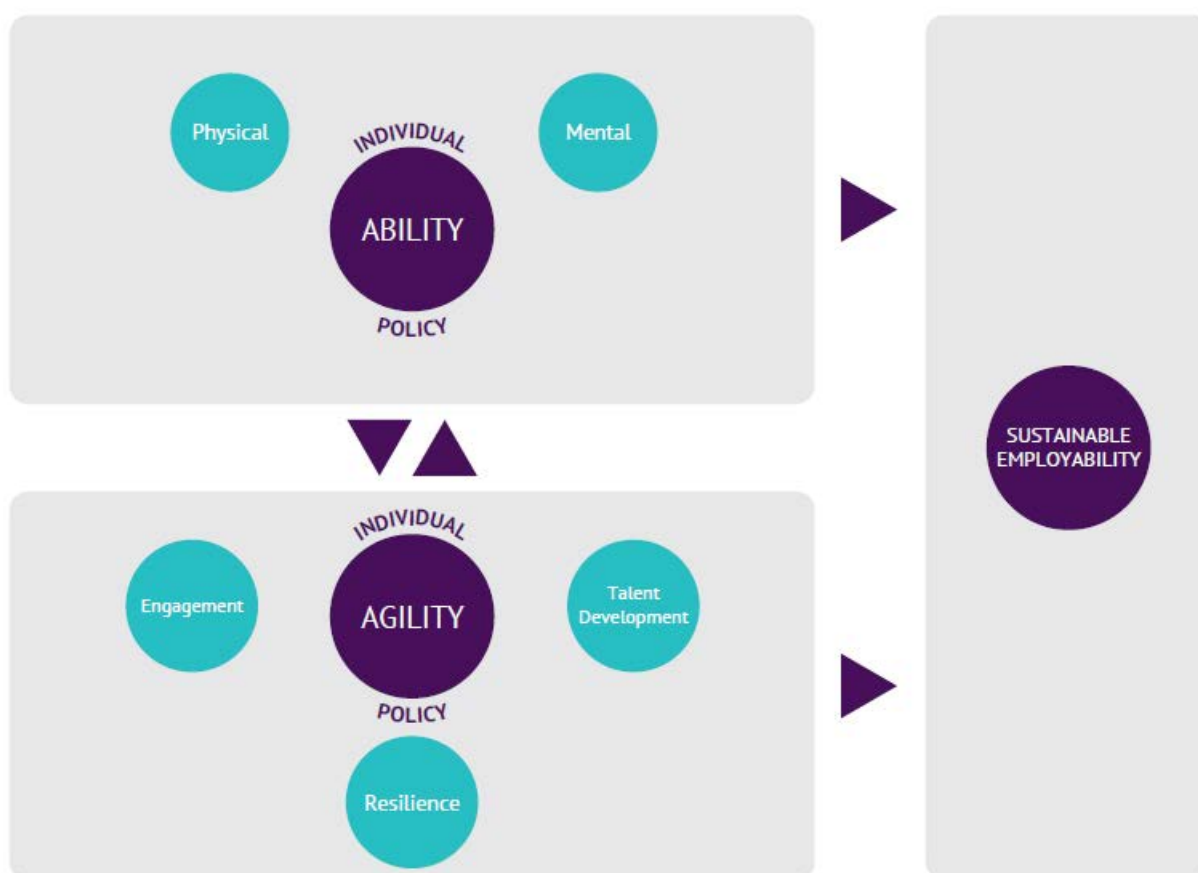 Physical
Mental
INDIVIDUAL
ABILITY
POLICY
INDIVIDUAL
Engagement
AGILITY
Talent
Development
POLICY
Resilience
SUSTAINABLE
EMPLOYABILITY